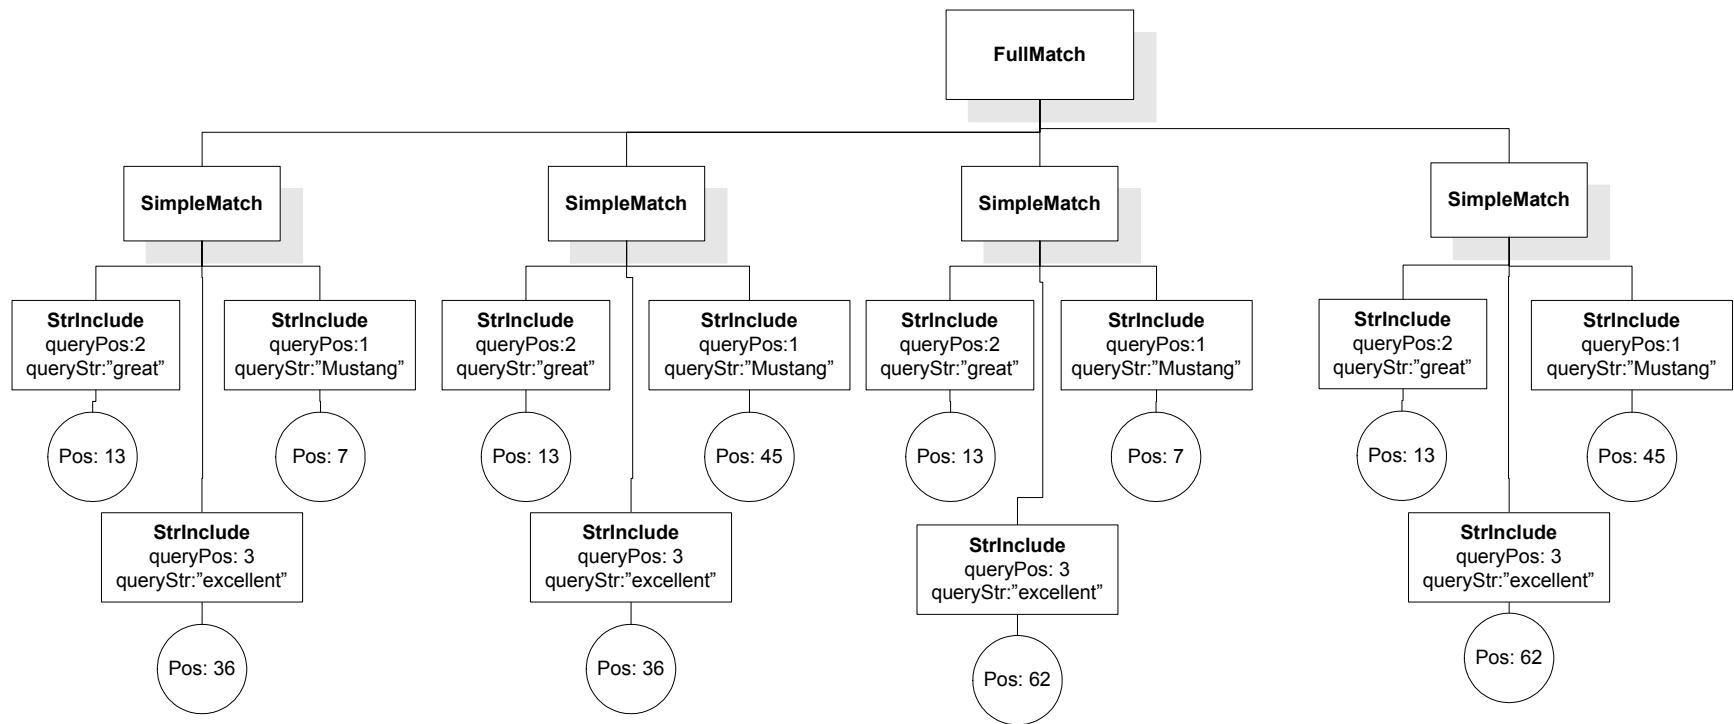 FullMatch
SimpleMatch
SimpleMatch
SimpleMatch
SimpleMatch
StrInclude
queryPos:2
queryStr:”great”
StrInclude
queryPos:1
queryStr:”Mustang”
StrInclude
queryPos:2
queryStr:”great”
StrInclude
queryPos:1
queryStr:”Mustang”
StrInclude
queryPos:2
queryStr:”great”
StrInclude
queryPos:1
queryStr:”Mustang”
StrInclude
queryPos:2
queryStr:”great”
StrInclude
queryPos:1
queryStr:”Mustang”
Pos: 13
Pos: 7
Pos: 13
Pos: 45
Pos: 13
Pos: 7
Pos: 13
Pos: 45
StrInclude
queryPos: 3
queryStr:”excellent”
StrInclude
queryPos: 3
queryStr:”excellent”
StrInclude
queryPos: 3
queryStr:”excellent”
StrInclude
queryPos: 3
queryStr:”excellent”
Pos: 36
Pos: 36
Pos: 62
Pos: 62